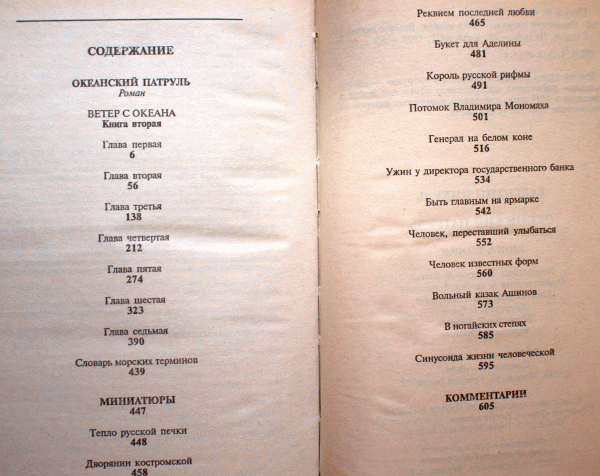 СОДЕРЖАНИЕ
ОКЕАНСКИЙ ПАТРУЛЬ
Роман
ВЕТЕР С ОКЕАНА
Книга вторая
Глава первая
6
Глава вторая
56
Глава третья
138
Глава четвертая
212
Глава пятая
274
Глава шестая
323
Глава седьмая
390
Словарь морских терминов
439
МИНИАТЮРЫ
447
Тепло русской печки
448
Дворянин костромской
458
Реквием последней любви
465
Букет для Аделины
481
Король русской рифмы
491
Потомок Владимира Мономаха
501
Генерал на белом коне
516
Ужин у директора государственного банка
534
Быть главным на ярмарке
542
Человек, переставший улыбаться
552
Человек известных форм
560
Вольный казак Ашинов
573
В ногайских степях
585
Синусоида жизни человеческой
595
КОММЕНТАРИИ
605